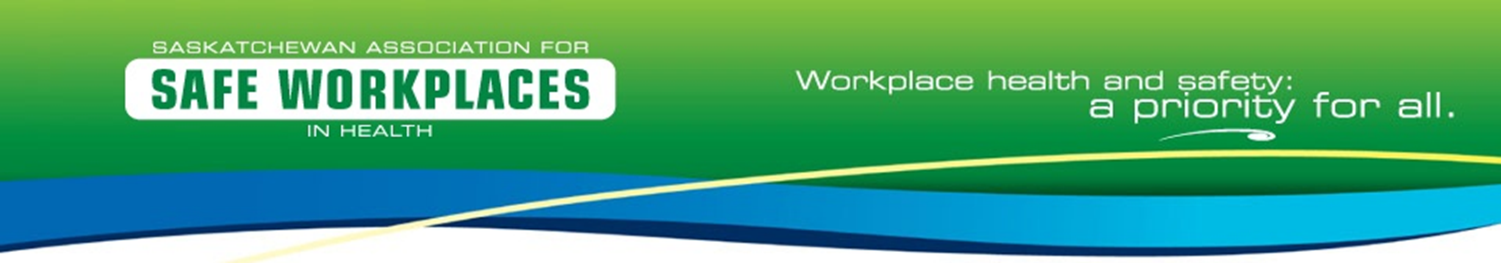 SASKATCHEWAN ASSOCIATION FOR
SAFE WORKPLACES
IN HEALTH
Workplace health and safety:
a priority for all.